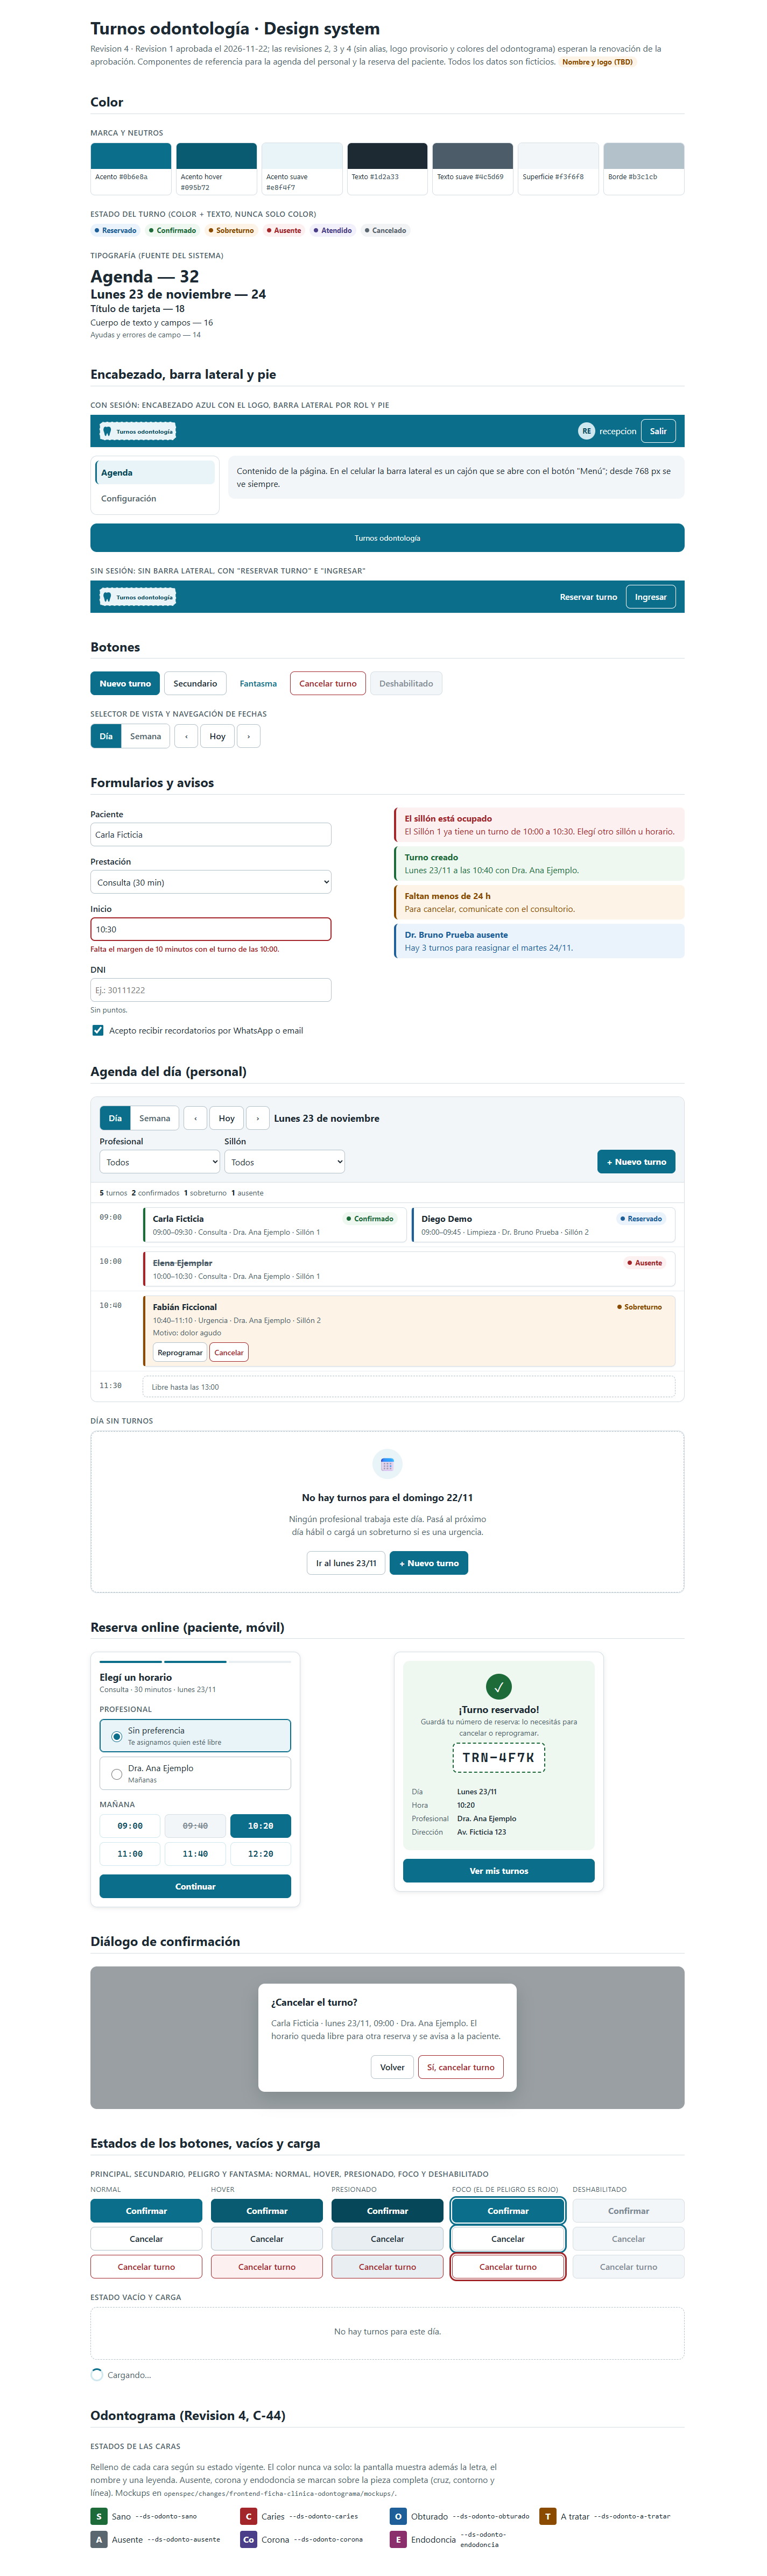 Turnos odontología · Design system
Revision 4 · Revision 1 aprobada el 2026-11-22; las revisiones 2, 3 y 4 (sin alias, logo provisorio y colores del odontograma) esperan la renovación de la
aprobación. Componentes de referencia para la agenda del personal y la reserva del paciente. Todos los datos son ficticios. Nombre y logo (TBD)
Color
MARCA Y NEUTROS
Acento #0b6e8a
Acento hover #095b72
Acento suave #e8f4f7
Texto #1d2a33
Texto suave #4c5d69
Superficie #f3f6f8
Borde #b3c1cb
ESTADO DEL TURNO (COLOR + TEXTO, NUNCA SOLO COLOR)
Reservado Confirmado Sobreturno Ausente Atendido Cancelado
TIPOGRAFÍA (FUENTE DEL SISTEMA)
Agenda — 32
Lunes 23 de noviembre — 24
Título de tarjeta — 18
Cuerpo de texto y campos — 16
Ayudas y errores de campo — 14
Encabezado, barra lateral y pie
CON SESIÓN: ENCABEZADO AZUL CON EL LOGO, BARRA LATERAL POR ROL Y PIE
Turnos odontología RE recepcion Salir
Agenda
Configuración
Contenido de la página. En el celular la barra lateral es un cajón que se abre con el botón "Menú"; desde 768 px se
ve siempre.
Turnos odontología
SIN SESIÓN: SIN BARRA LATERAL, CON "RESERVAR TURNO" E "INGRESAR"
Turnos odontología Reservar turno Ingresar
Botones
Nuevo turno Secundario Fantasma Cancelar turno Deshabilitado
SELECTOR DE VISTA Y NAVEGACIÓN DE FECHAS
Día Semana ‹ Hoy ›
Formularios y avisos
Paciente
Carla Ficticia
Prestación
Consulta (30 min)
Inicio
10:30
Falta el margen de 10 minutos con el turno de las 10:00.
DNI
Ej.: 30111222
Sin puntos.
Acepto recibir recordatorios por WhatsApp o email
El sillón está ocupado
El Sillón 1 ya tiene un turno de 10:00 a 10:30. Elegí otro sillón u horario.
Turno creado
Lunes 23/11 a las 10:40 con Dra. Ana Ejemplo.
Faltan menos de 24 h
Para cancelar, comunicate con el consultorio.
Dr. Bruno Prueba ausente
Hay 3 turnos para reasignar el martes 24/11.
Agenda del día (personal)
Día Semana ‹ Hoy › Lunes 23 de noviembre
Profesional Sillón
Todos Todos + Nuevo turno
5 turnos 2 confirmados 1 sobreturno 1 ausente
09:00
Carla Ficticia Confirmado
09:00–09:30 · Consulta · Dra. Ana Ejemplo · Sillón 1
Diego Demo Reservado
09:00–09:45 · Limpieza · Dr. Bruno Prueba · Sillón 2
10:00
Elena Ejemplar Ausente
10:00–10:30 · Consulta · Dra. Ana Ejemplo · Sillón 1
10:40
Fabián Ficcional Sobreturno
10:40–11:10 · Urgencia · Dra. Ana Ejemplo · Sillón 2
Motivo: dolor agudo
Reprogramar Cancelar
11:30 Libre hasta las 13:00
DÍA SIN TURNOS
No hay turnos para el domingo 22/11
Ningún profesional trabaja este día. Pasá al próximo
día hábil o cargá un sobreturno si es una urgencia.
Ir al lunes 23/11 + Nuevo turno
Reserva online (paciente, móvil)
Elegí un horario
Consulta · 30 minutos · lunes 23/11
PROFESIONAL
Sin preferencia
Te asignamos quien esté libre
Dra. Ana Ejemplo
Mañanas
MAÑANA
09:00 09:40 10:20
11:00 11:40 12:20
Continuar
✓
¡Turno reservado!
Guardá tu número de reserva: lo necesitás para
cancelar o reprogramar.
TRN-4F7K
Día Lunes 23/11
Hora 10:20
Profesional Dra. Ana Ejemplo
Dirección Av. Ficticia 123
Ver mis turnos
Diálogo de confirmación
¿Cancelar el turno?
Carla Ficticia · lunes 23/11, 09:00 · Dra. Ana Ejemplo. El
horario queda libre para otra reserva y se avisa a la paciente.
Volver Sí, cancelar turno
Estados de los botones, vacíos y carga
PRINCIPAL, SECUNDARIO, PELIGRO Y FANTASMA: NORMAL, HOVER, PRESIONADO, FOCO Y DESHABILITADO
NORMAL HOVER PRESIONADO FOCO (EL DE PELIGRO ES ROJO) DESHABILITADO
Confirmar Confirmar Confirmar Confirmar Confirmar
Cancelar Cancelar Cancelar Cancelar Cancelar
Cancelar turno Cancelar turno Cancelar turno Cancelar turno Cancelar turno
ESTADO VACÍO Y CARGA
No hay turnos para este día.
Cargando...
Odontograma (Revision 4, C-44)
ESTADOS DE LAS CARAS
Relleno de cada cara según su estado vigente. El color nunca va solo: la pantalla muestra además la letra, el
nombre y una leyenda. Ausente, corona y endodoncia se marcan sobre la pieza completa (cruz, contorno y
línea). Mockups en openspec/changes/frontend-ficha-clinica-odontograma/mockups/.
S Sano --ds-odonto-sano C Caries --ds-odonto-caries O Obturado --ds-odonto-obturado T A tratar --ds-odonto-a-tratar
A Ausente --ds-odonto-ausente Co Corona --ds-odonto-corona E Endodoncia --ds-odonto-endodoncia